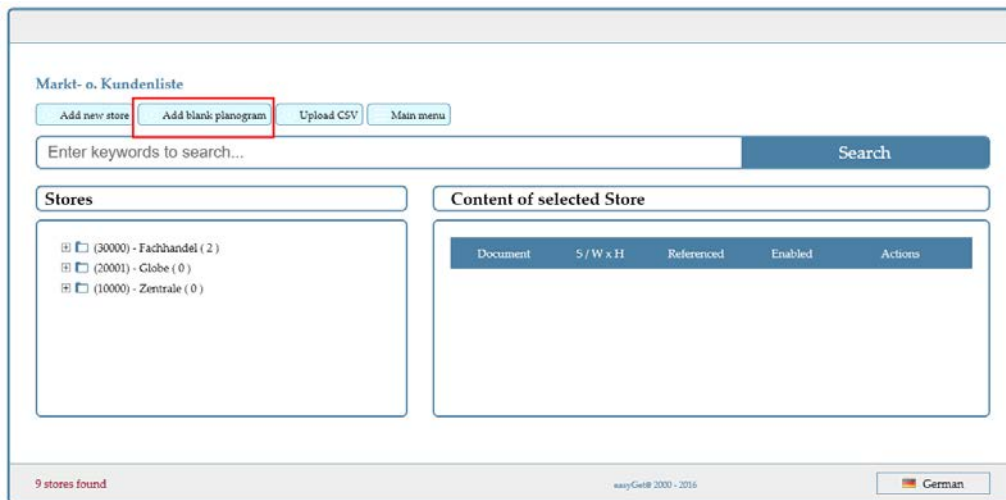 Markt- o. Kundenliste
Add new store Add blank planogram Upload CSV Main menu
Enter keywords to search... Search
Stores
(30000) - Fachhandel ( 2 )
(20001) - Globe ( 0 )
(10000) - Zentrale ( 0 )
Content of selected Store
Document S / W x H Referenced Enabled Actions
9 stores found easyGet® 2000 - 2016 German